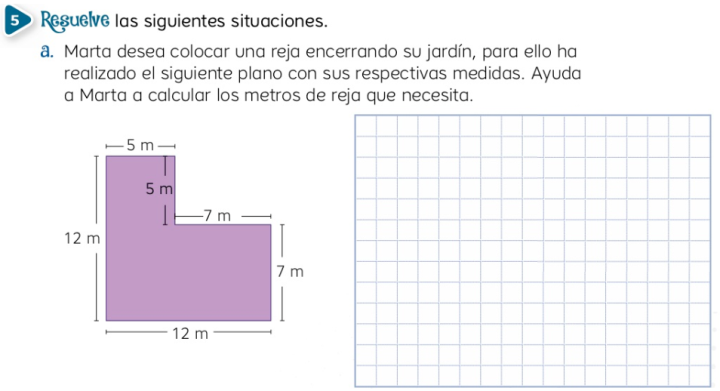 5 Resuelve las siguientes situaciones.
a. Marta desea colocar una reja encerrando su jardín, para ello ha
realizado el siguiente plano con sus respectivas medidas. Ayuda
a Marta a calcular los metros de reja que necesita.
5 m
5 m
7 m
12 m
7 m
12 m